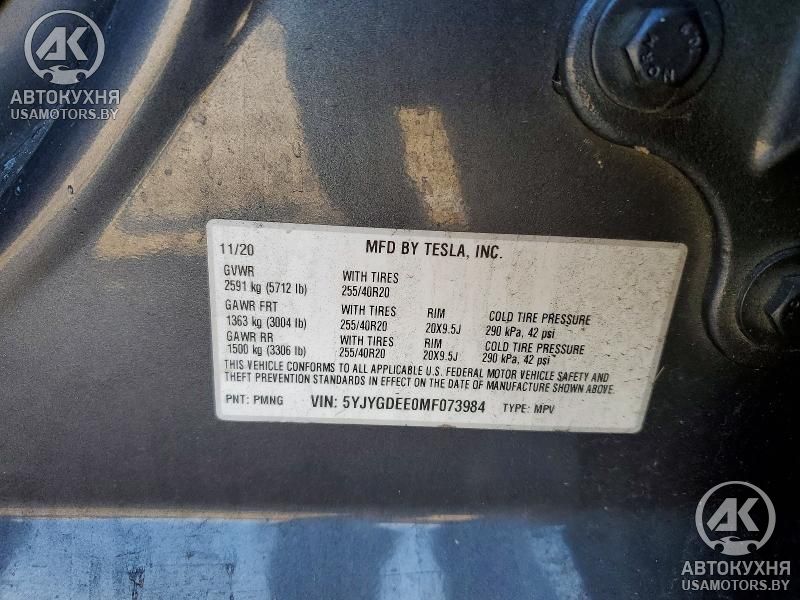 AK
АВТОКУХНЯ
USAMOTORS.BY
11/20 MFD BY TESLA, INC.
GVWR WITH TIRES
2591 kg (5712 lb) 255/40R20
GAWR FRT WITH TIRES RIM COLD TIRE PRESSURE
1363 kg (3004 lb) 255/40R20 20X9.5J 290 kPa, 42 psi
GAWR RR WITH TIRES RIM COLD TIRE PRESSURE
1500 kg (3306 lb) 255/40R20 20X9.5J 290 kPa, 42 psi
THIS VEHICLE CONFORMS TO ALL APPLICABLE U.S. FEDERAL MOTOR VEHICLE SAFETY AND
THEFT PREVENTION STANDARDS IN EFFECT ON THE DATE OF MANUFACTURE SHOWN ABOVE.
PNT: PMNG VIN: 5YJYGDEE0MF073984 TYPE: MPV
AK
АВТОКУХНЯ
USAMOTORS.BY